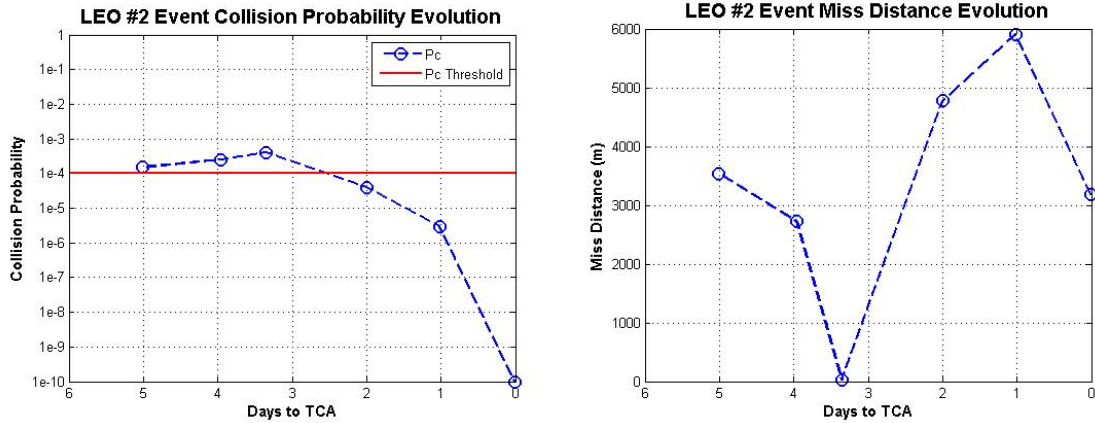 LEO #2 Event Collision Probability Evolution
1
1e-1
1e-2
1e-3
1e-4
1e-5
1e-6
1e-7
1e-8
1e-9
1e-10
Collision Probability
Pc
Pc Threshold
6 5 4 3 2 1 0
Days to TCA
LEO #2 Event Miss Distance Evolution
6000
5000
4000
3000
2000
1000
0
Miss Distance (m)
6 5 4 3 2 1 0
Days to TCA